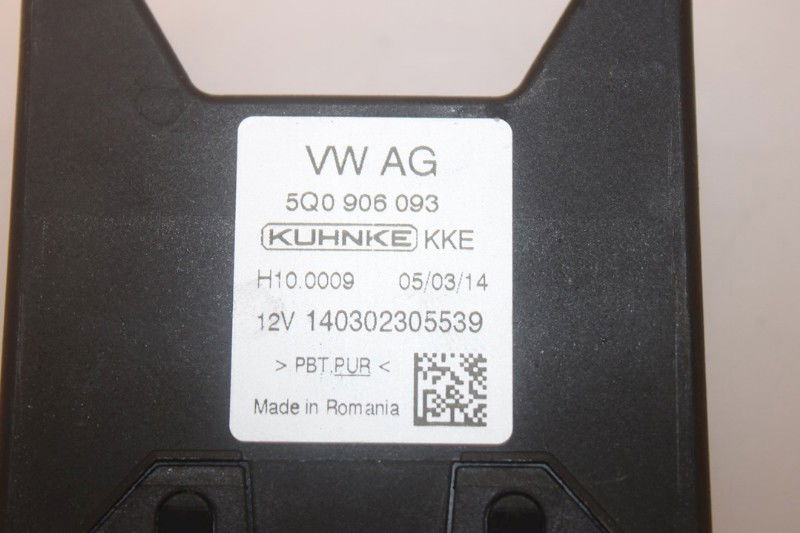 VW AG
5Q0 906 093
KUHNKE KKE
H10.0009 05/03/14
12V 140302305539
> PBT.PUR <
Made in Romania